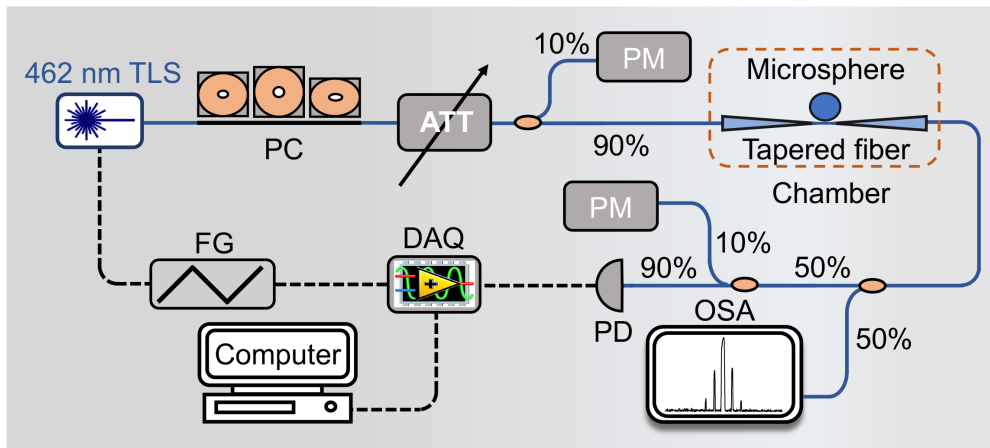 462 nm TLS
PC
ATT
10%
PM
90%
Microsphere
Tapered fiber
Chamber
PM
10%
FG
DAQ
PD
90%
50%
OSA
50%
Computer